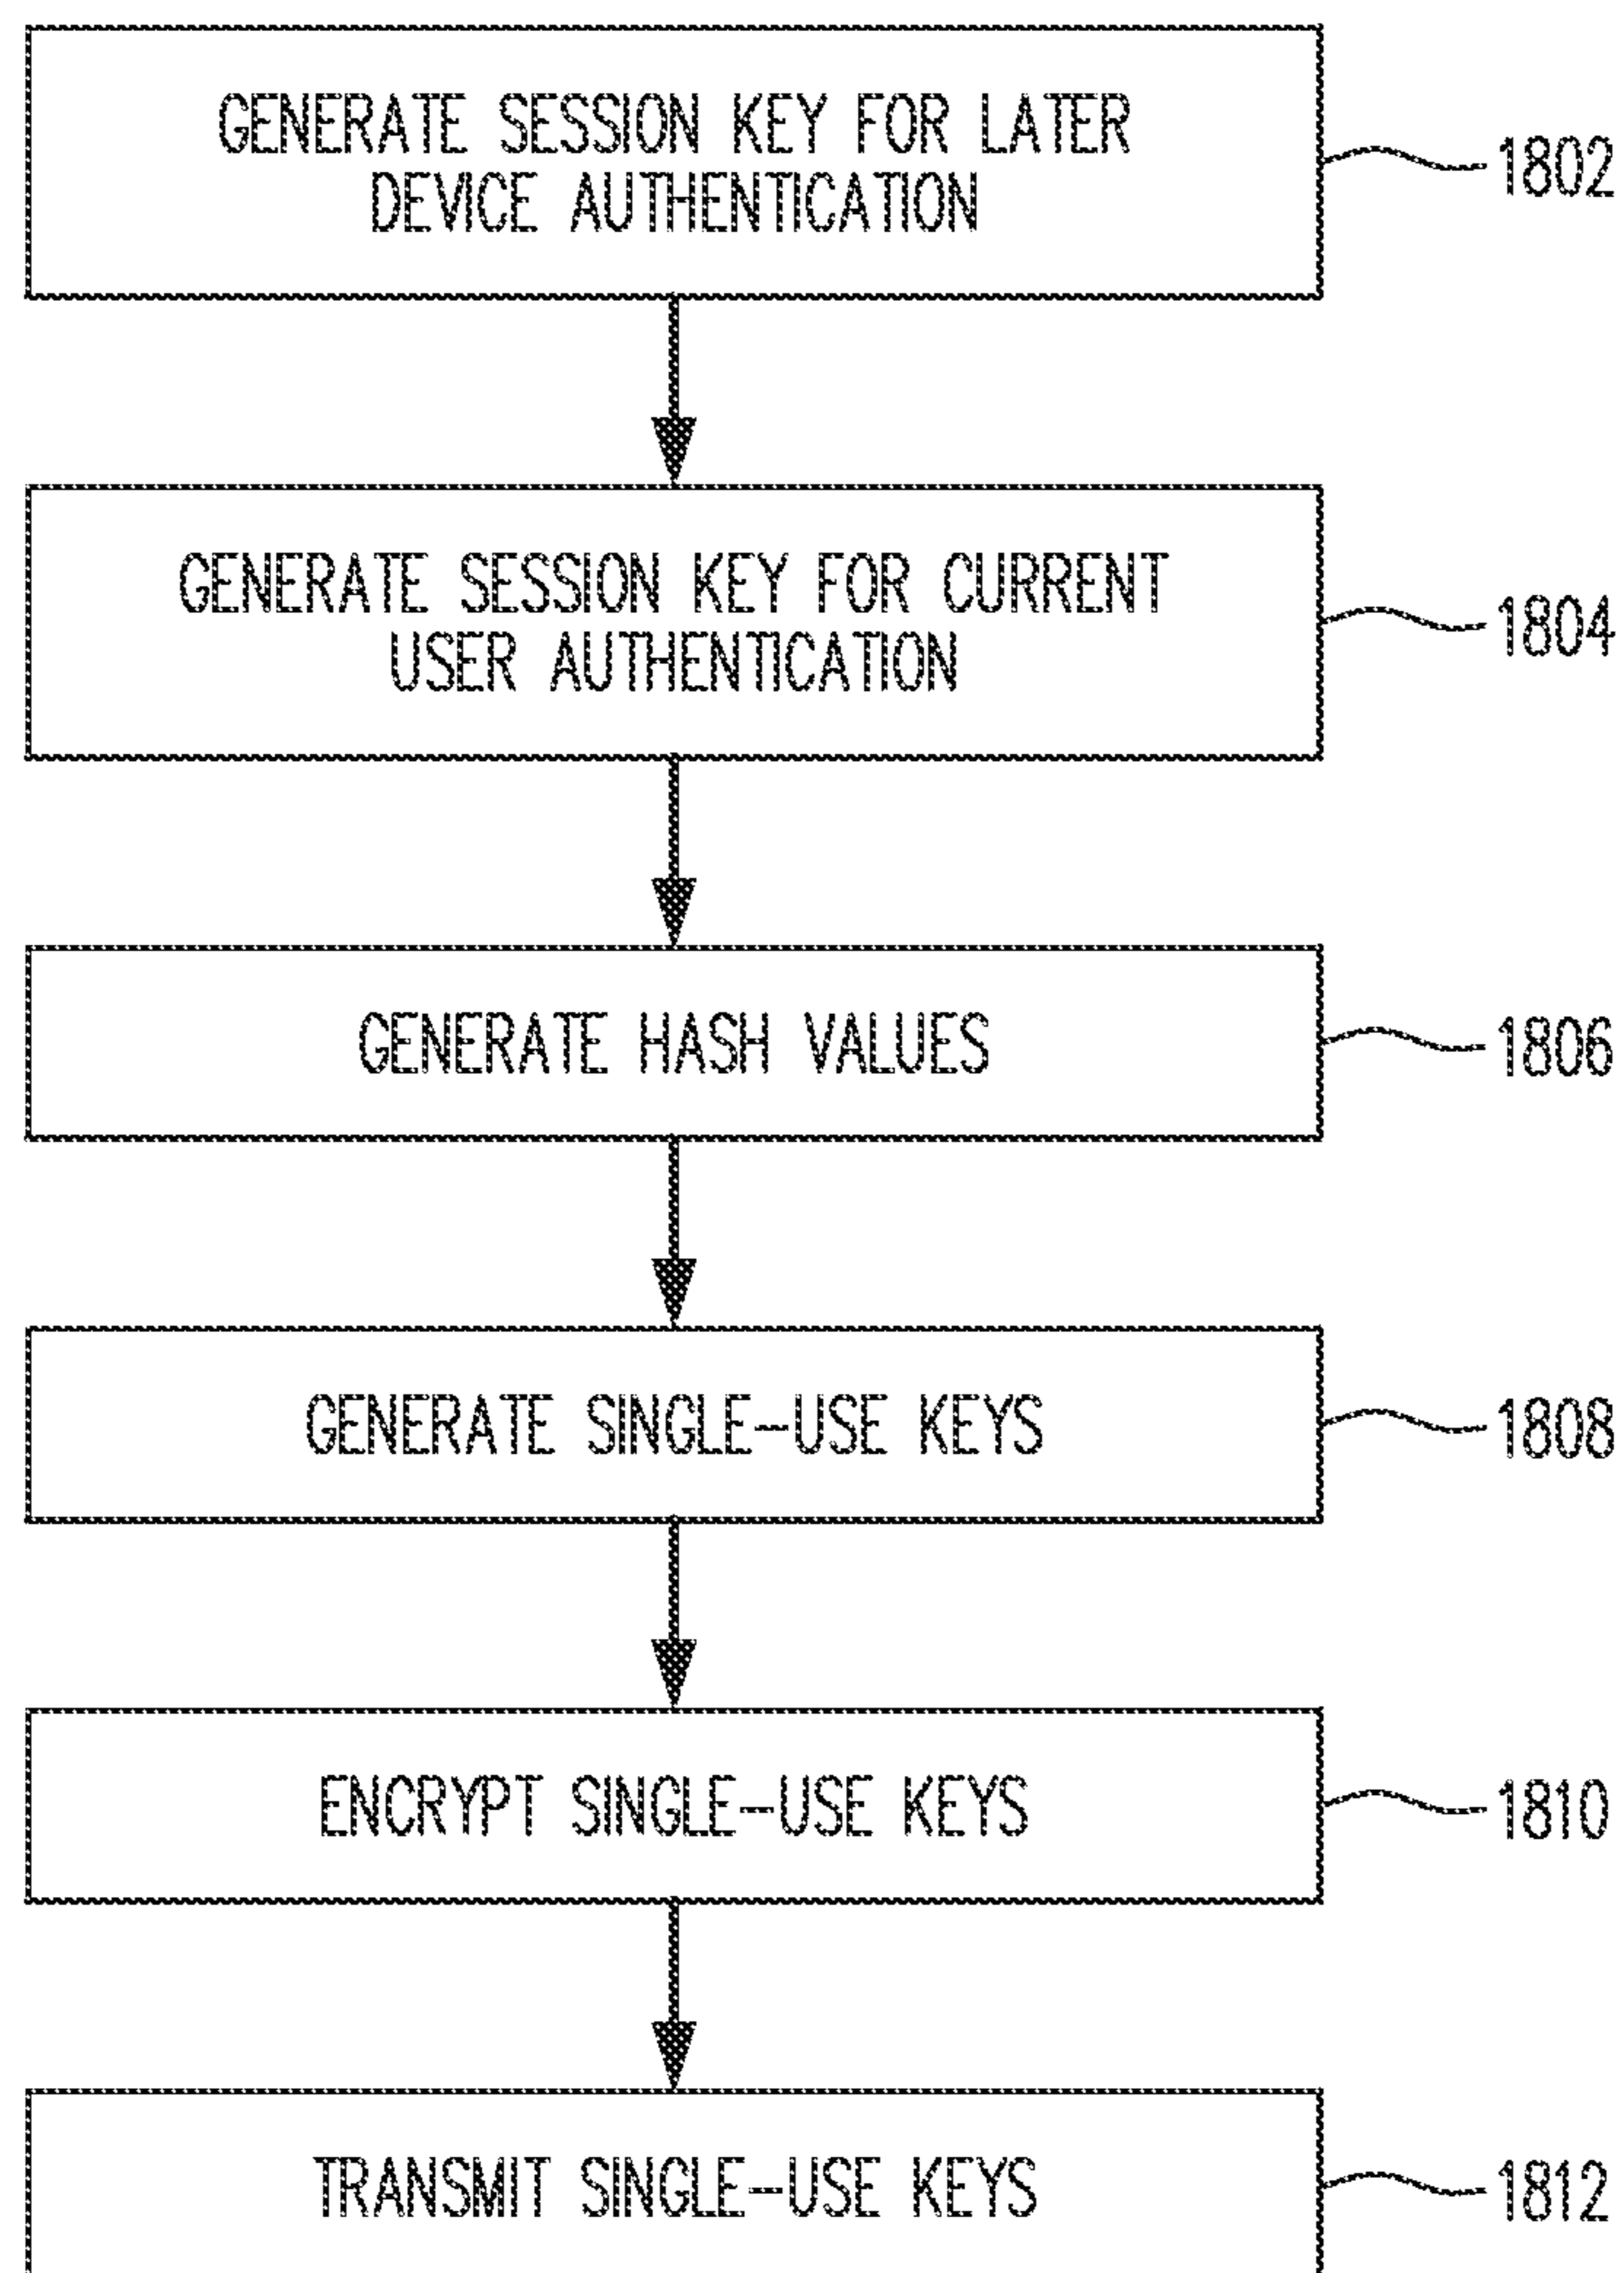 GENERATE SESSION KEY FOR LATER
DEVICE AUTHENTICATION
1802
GENERATE SESSION KEY FOR CURRENT
USER AUTHENTICATION
1804
GENERATE HASH VALUES
1806
GENERATE SINGLE-USE KEYS
1808
ENCRYPT SINGLE-USE KEYS
1810
TRANSMIT SINGLE-USE KEYS
1812